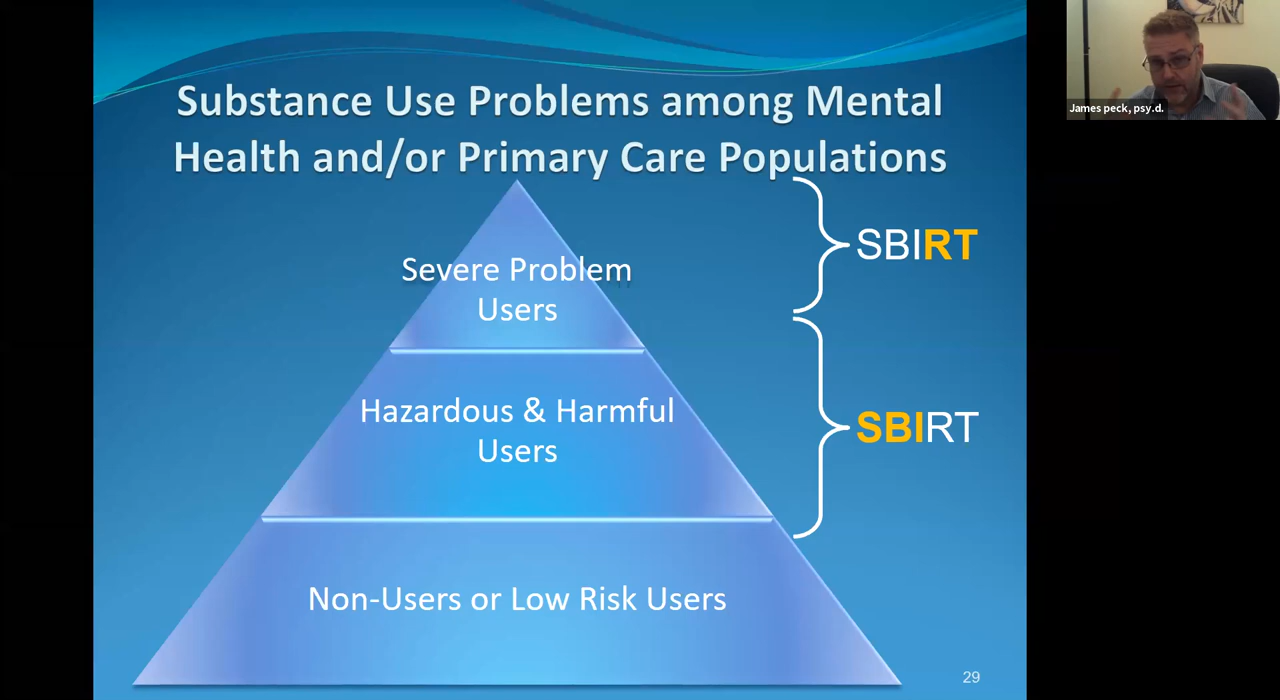 Substance Use Problems among Mental
Health and/or Primary Care Populations
Severe Problem
Users
SBIRT
Hazardous & Harmful
Users
SBIRT
Non-Users or Low Risk Users
29
James peck, psy.d.